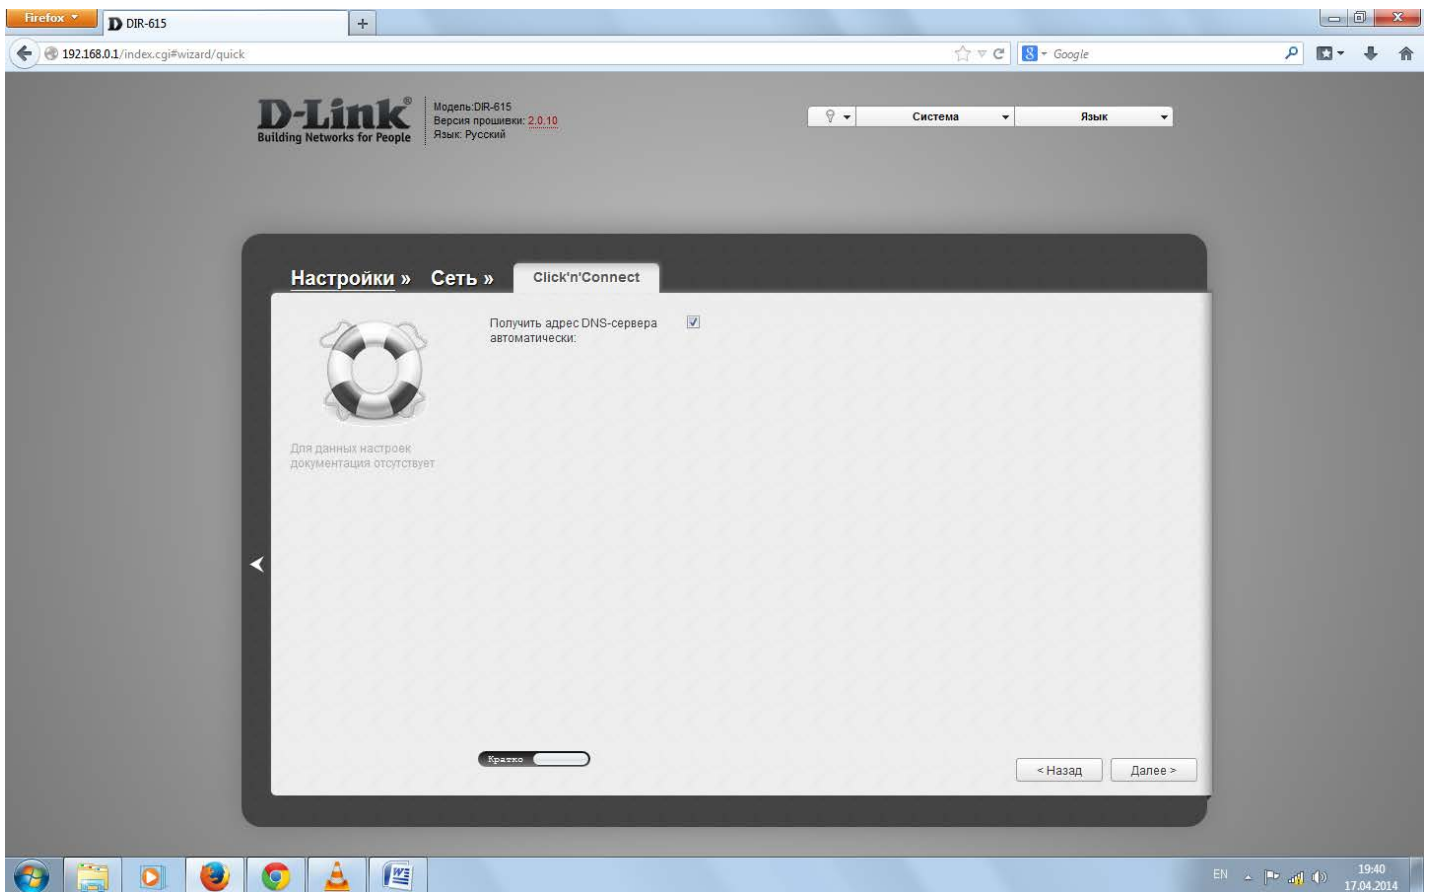 Firefox
DIR-615
192.168.0.1/index.cgi#wizard/quick
Google
D-Link®
Building Networks for People
Модель:DIR-615
Версия прошивки: 2.0.10
Язык: Русский
Система
Язык
Настройки »
Сеть »
Click'n'Connect
Получить адрес DNS-сервера
автоматически:
Для данных настроек
документация отсутствует
Кратко
< Назад
Далее >
EN
19:40
17.04.2014